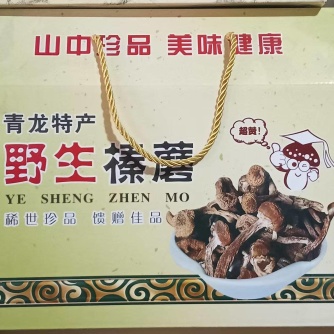 山中珍品 美味健康
青龙特产
超赞!
野生榛蘑
YE SHENG ZHEN MO
稀世珍品 馈赠佳品